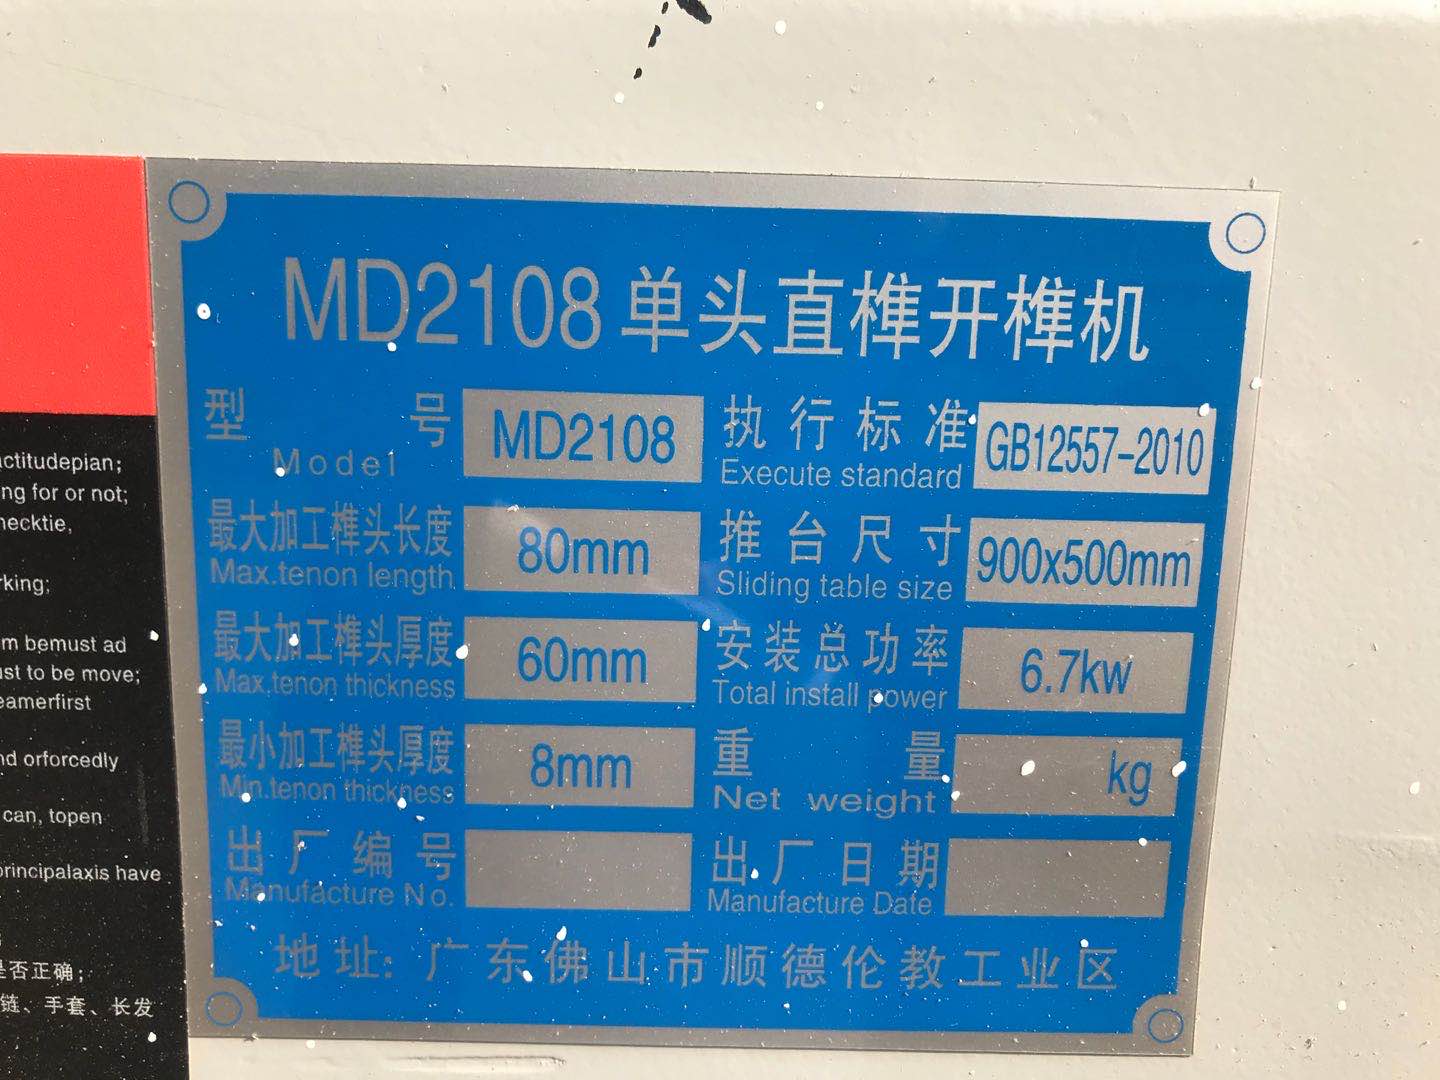 MD2108单头直榫开榫机
型号 MD2108 执行标准 GB12557-2010
Model Execute standard
最大加工榫头长度 80mm 推台尺寸 900x500mm
Max.tenon length Sliding table size
最大加工榫头厚度 60mm 安装总功率 6.7kw
Max.tenon thickness Total install power
最小加工榫头厚度 8mm 重量 kg
Min.tenon thickness Net weight
出厂编号 出厂日期
Manufacture No. Manufacture Date
地址: 广东佛山市顺德伦教工业区
actitudepian;
ng for or not;
necktie,
rking;
m bemust ad
ust to be move;
eamerfirst
nd orforcedly
can, topen
principalaxis have
是否正确;
链、手套、长发